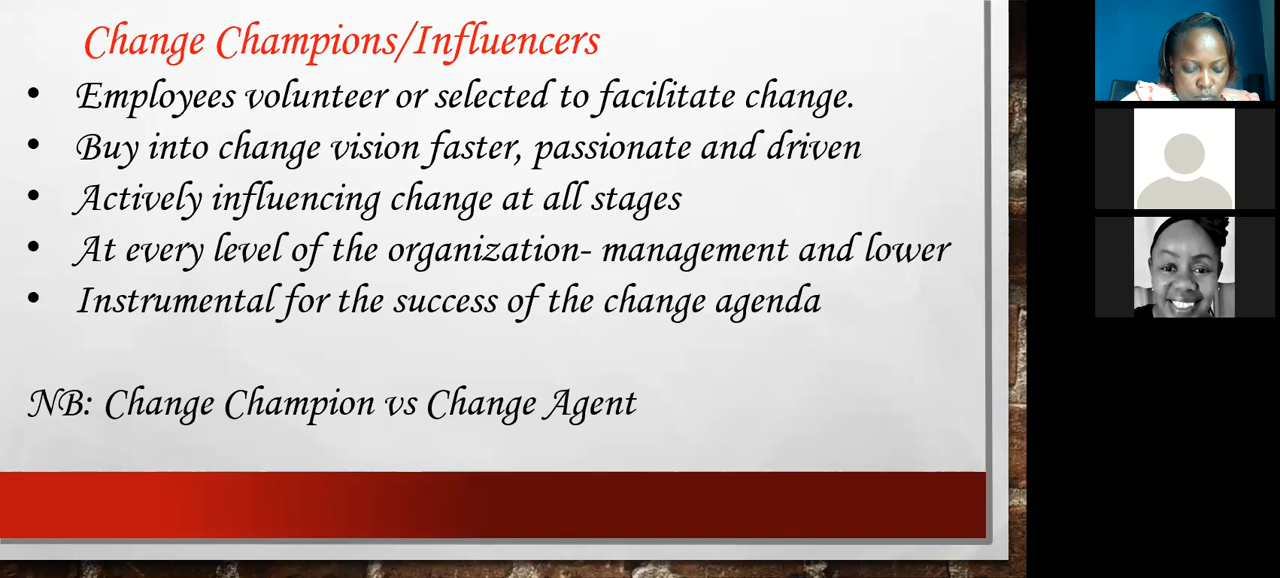 Change Champions/Influencers
• Employees volunteer or selected to facilitate change.
• Buy into change vision faster, passionate and driven
• Actively influencing change at all stages
• At every level of the organization- management and lower
• Instrumental for the success of the change agenda
NB: Change Champion vs Change Agent